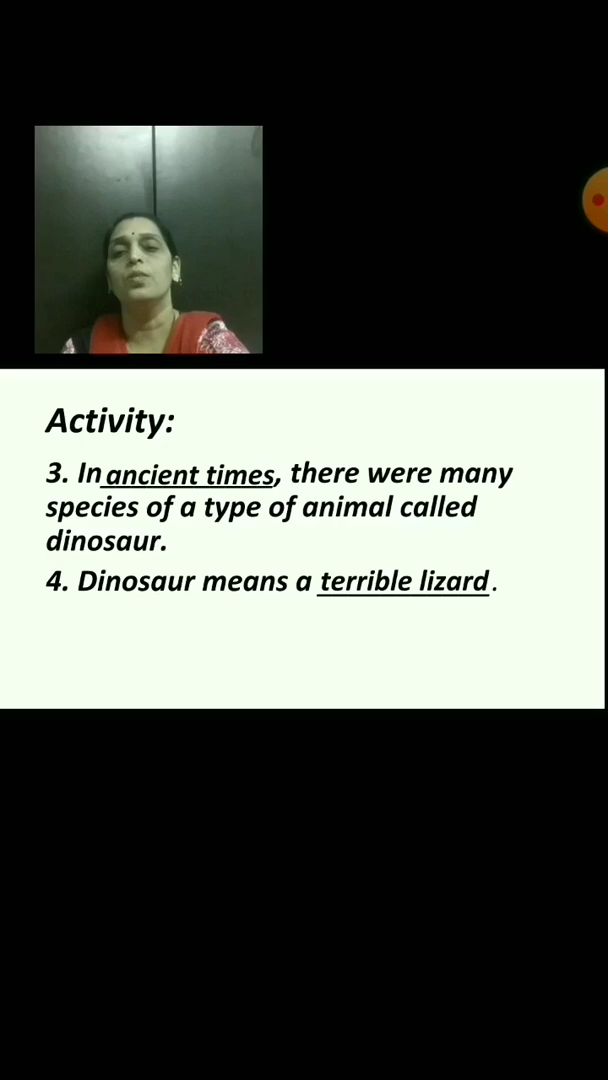 Activity:
3. In ancient times, there were many
species of a type of animal called
dinosaur.
4. Dinosaur means a terrible lizard.